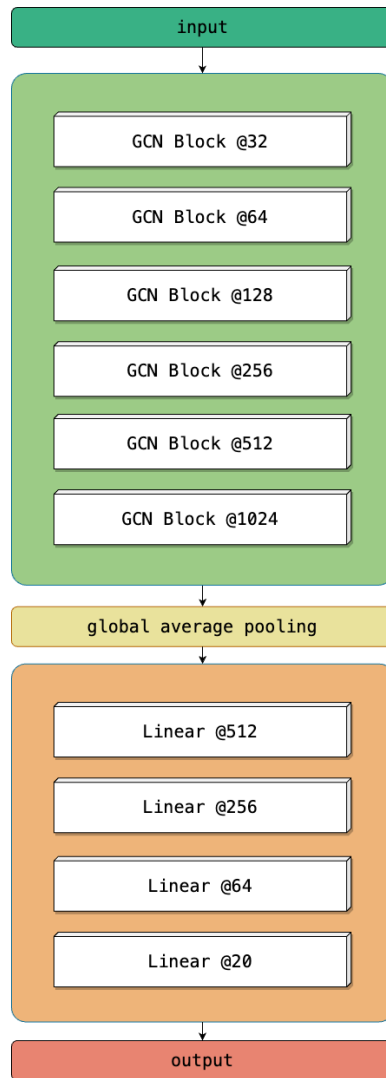 input
GCN Block @32
GCN Block @64
GCN Block @128
GCN Block @256
GCN Block @512
GCN Block @1024
global average pooling
Linear @512
Linear @256
Linear @64
Linear @20
output